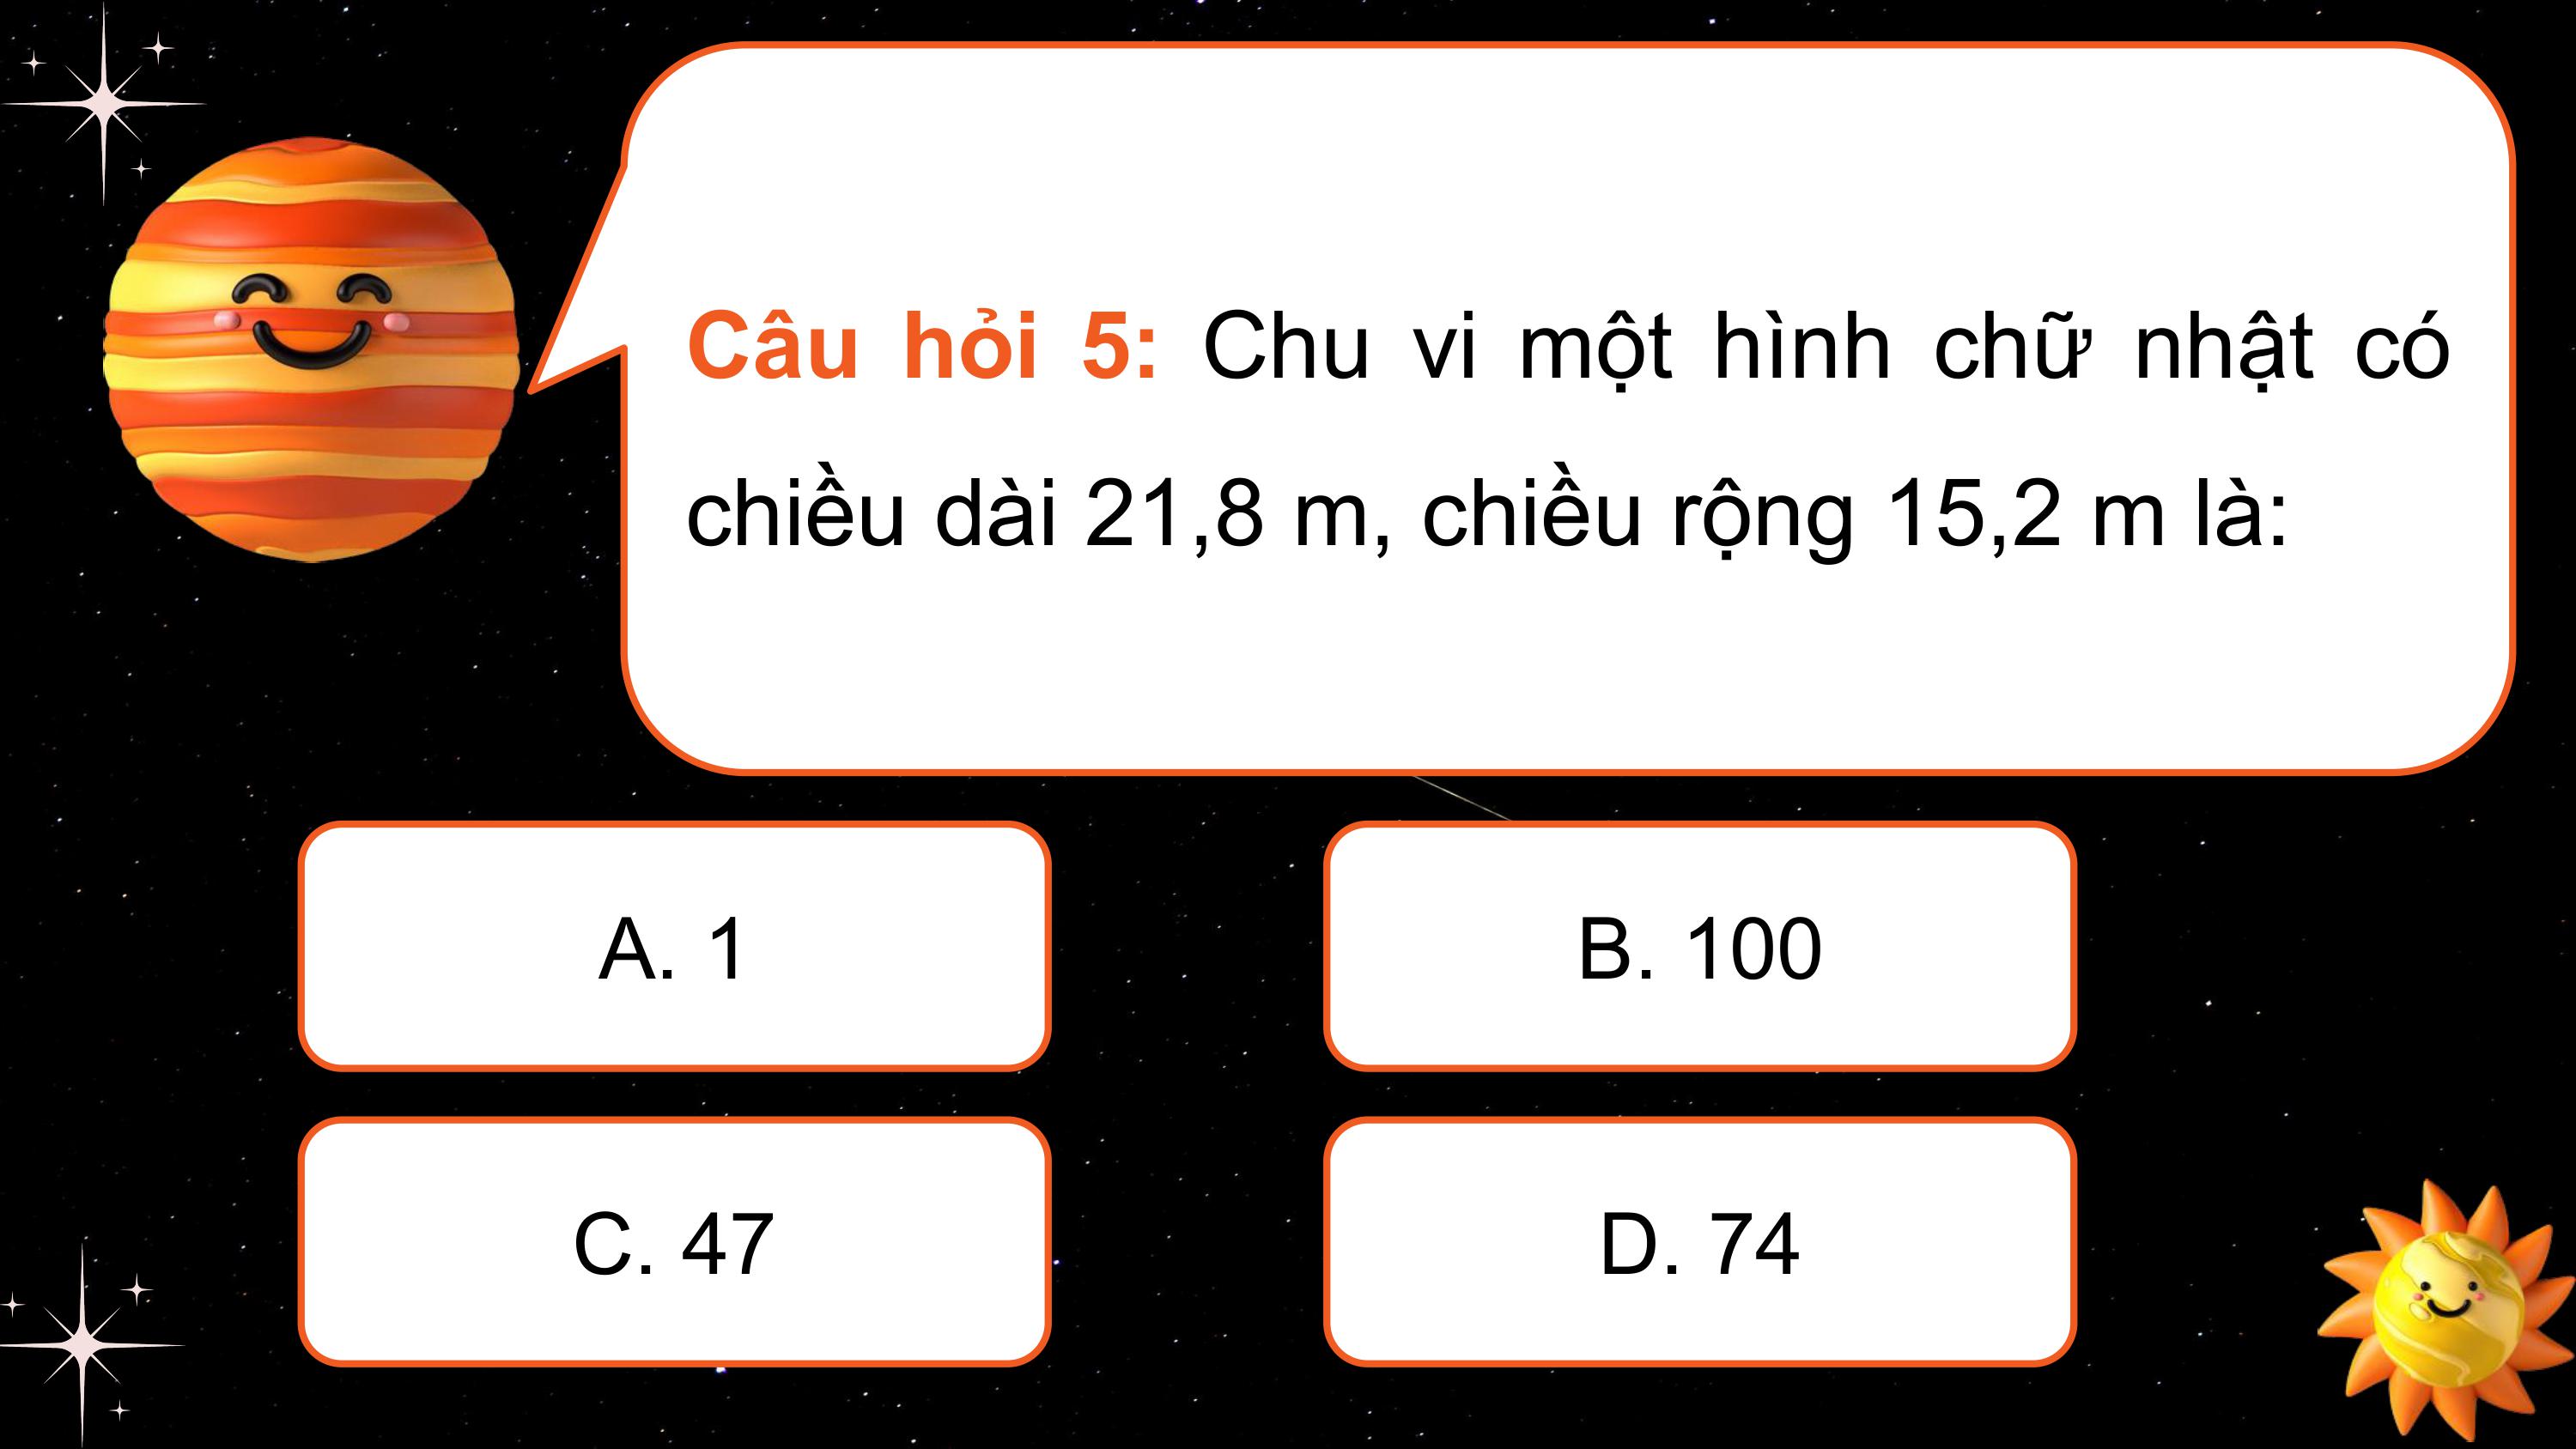 Câu hỏi 5: Chu vi một hình chữ nhật có
chiều dài 21,8 m, chiều rộng 15,2 m là:
A. 1
B. 100
C. 47
D. 74